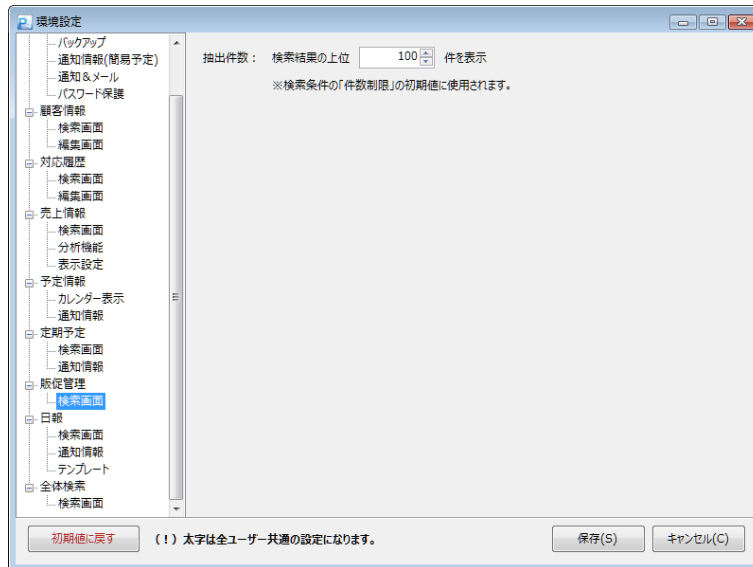 環境設定
バックアップ
通知情報(簡易予定)
通知＆メール
パスワード保護
顧客情報
検索画面
編集画面
対応履歴
検索画面
編集画面
売上情報
検索画面
分析機能
表示設定
予定情報
カレンダー表示
通知情報
定期予定
検索画面
通知情報
販促管理
検索画面
日報
検索画面
通知情報
テンプレート
全体検索
検索画面
抽出件数： 検索結果の上位 100 件を表示
※検索条件の「件数制限」の初期値に使用されます。
初期値に戻す (！) 太字は全ユーザー共通の設定になります。 保存(S) キャンセル(C)